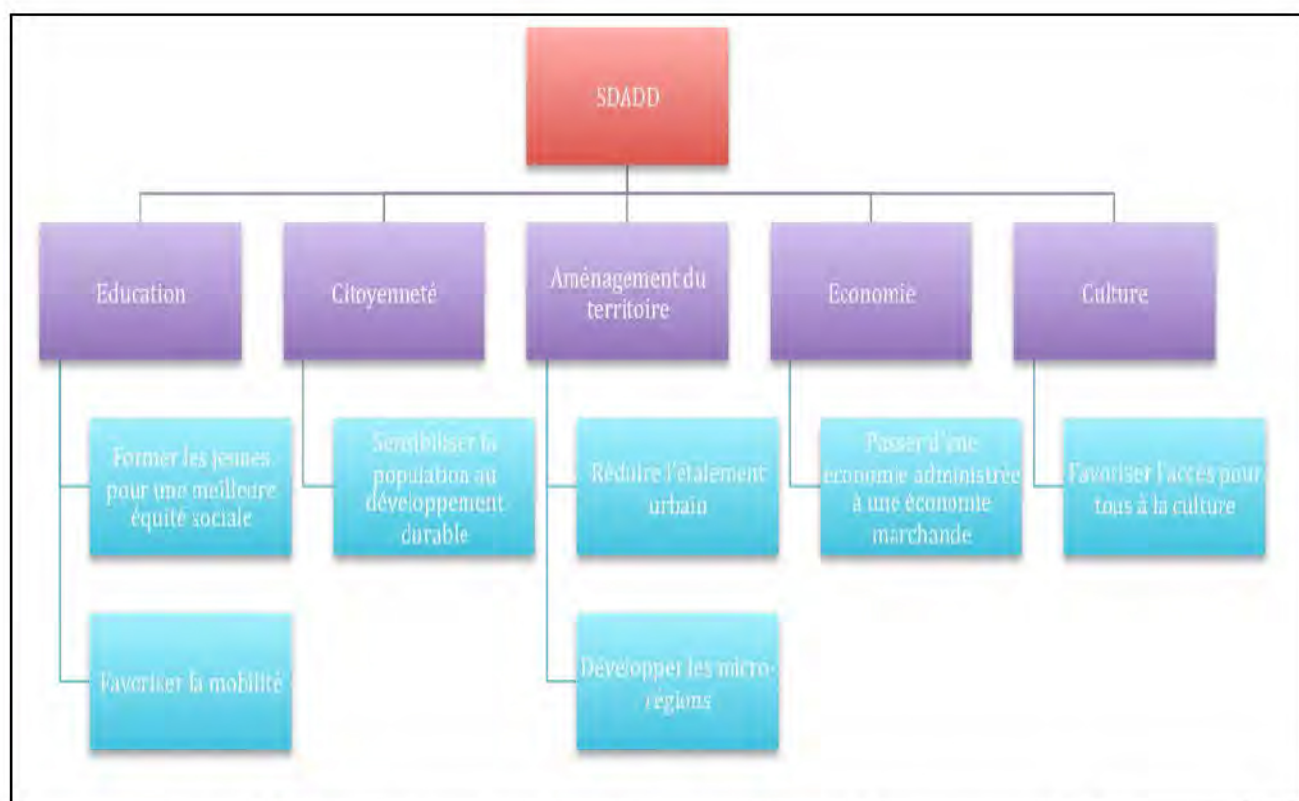 SDADD
Education
Citoyenneté
Aménagement du
territoire
Economie
Culture
Former les jeunes
pour une meilleure
équité sociale
Sensibiliser la
population au
développement
durable
Réduire l'étalement
urbain
Passer d'une
économie administrée
à une économie
marchande
Favoriser l'accès pour
tous à la culture
Favoriser la mobilité
Développer les micro-
régions